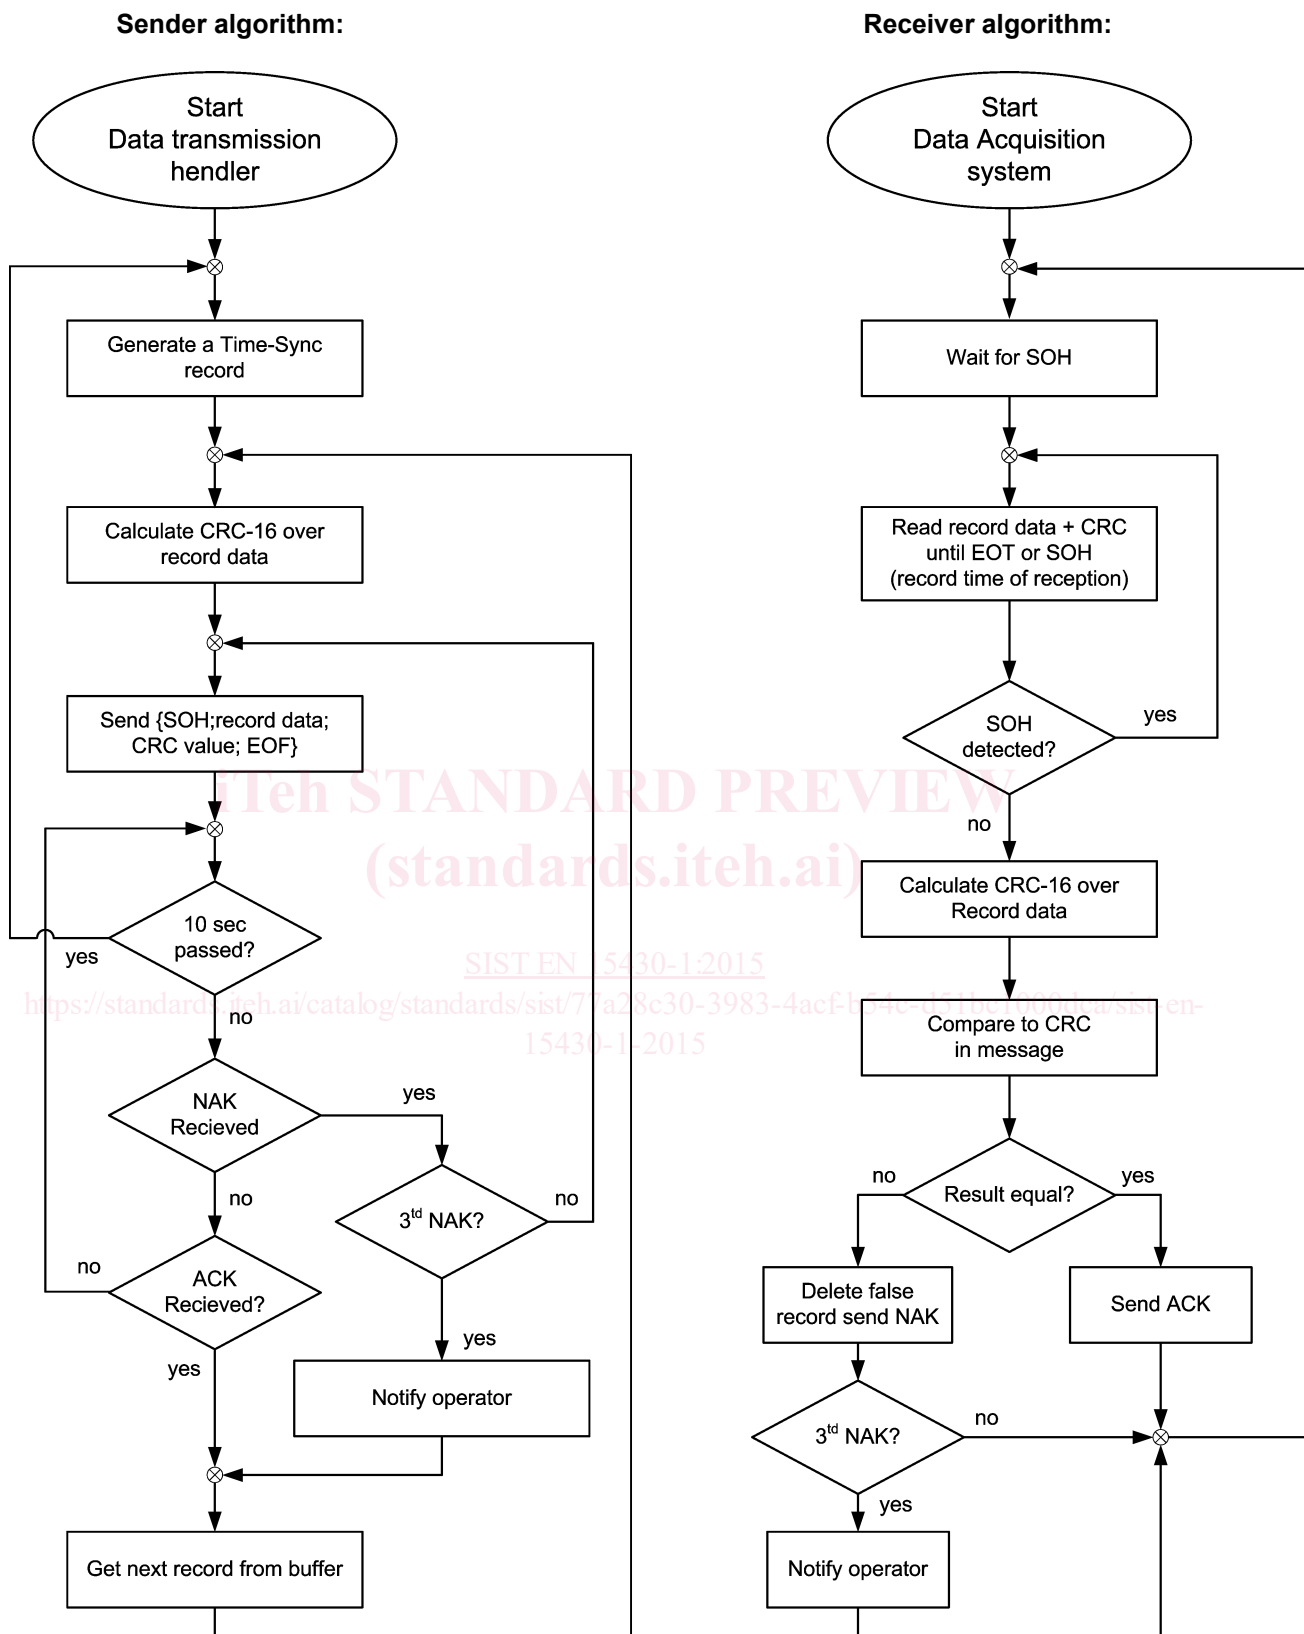 Sender algorithm:
Start
Data transmission
hendler
Generate a Time-Sync
record
Calculate CRC-16 over
record data
Send {SOH;record data;
CRC value; EOF}
10 sec
passed?
yes
no
NAK
Recieved
yes
no
3td NAK?
no
yes
ACK
Recieved?
no
yes
Notify operator
Get next record from buffer
Receiver algorithm:
Start
Data Acquisition
system
Wait for SOH
Read record data + CRC
until EOT or SOH
(record time of reception)
SOH
detected?
yes
no
Calculate CRC-16 over
Record data
Compare to CRC
in message
Result equal?
no
yes
Delete false
record send NAK
Send ACK
3td NAK?
no
yes
Notify operator
iTeh STANDARD PREVIEW
(standards.iteh.ai)
SIST EN 15430-1:2015
https://standards.iteh.ai/catalog/standards/sist/77a28c30-3983-4acf-b54e-d51bc1000dca/sist-en-
15430-1-2015